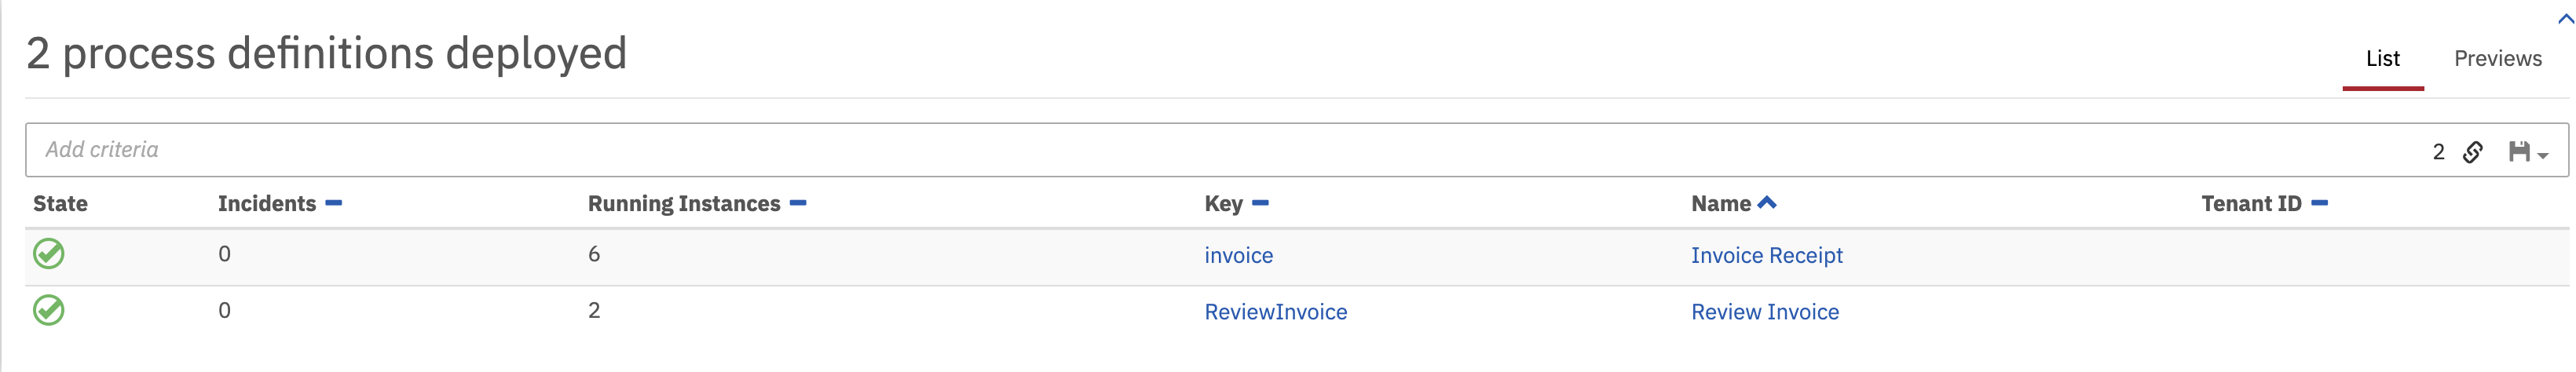 2 process definitions deployed
List Previews
Add criteria 2
State Incidents Running Instances Key Name Tenant ID
0 6 invoice Invoice Receipt
0 2 ReviewInvoice Review Invoice